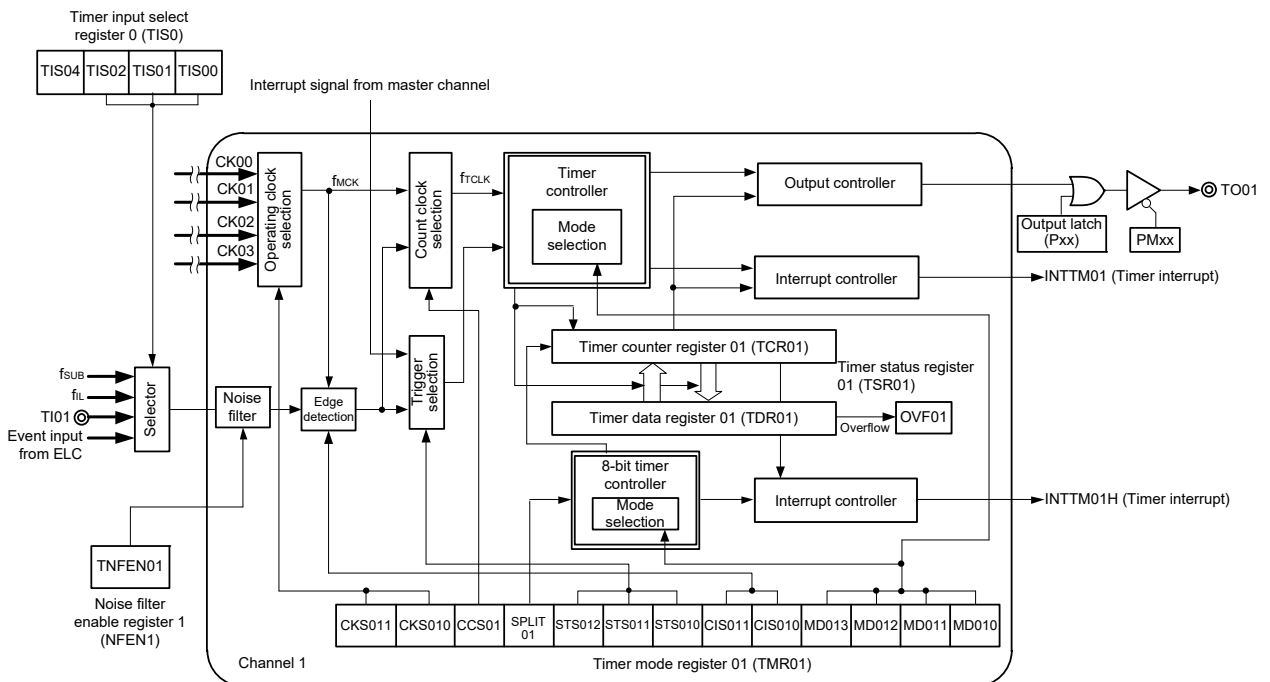 Timer input select
register 0 (TIS0)
TIS04 TIS02 TIS01 TIS00
Interrupt signal from master channel
CK00
CK01
CK02
CK03
Operating clock
selection
fMCK
Count clock
selection
fTCLK
Timer
controller
Mode
selection
Output controller
Output latch
(Pxx)
PMxx
TO01
Interrupt controller
INTTM01 (Timer interrupt)
Timer counter register 01 (TCR01)
Timer status register
01 (TSR01)
Timer data register 01 (TDR01)
Overflow
OVF01
fSUB
fIL
TI01
Event input
from ELC
Selector
Noise
filter
Edge
detection
Trigger
selection
8-bit timer
controller
Mode
selection
Interrupt controller
INTTM01H (Timer interrupt)
TNFEN01
Noise filter
enable register 1
(NFEN1)
CKS011 CKS010 CCS01 SPLIT
01 STS012 STS011 STS010 CIS011 CIS010 MD013 MD012 MD011 MD010
Channel 1
Timer mode register 01 (TMR01)